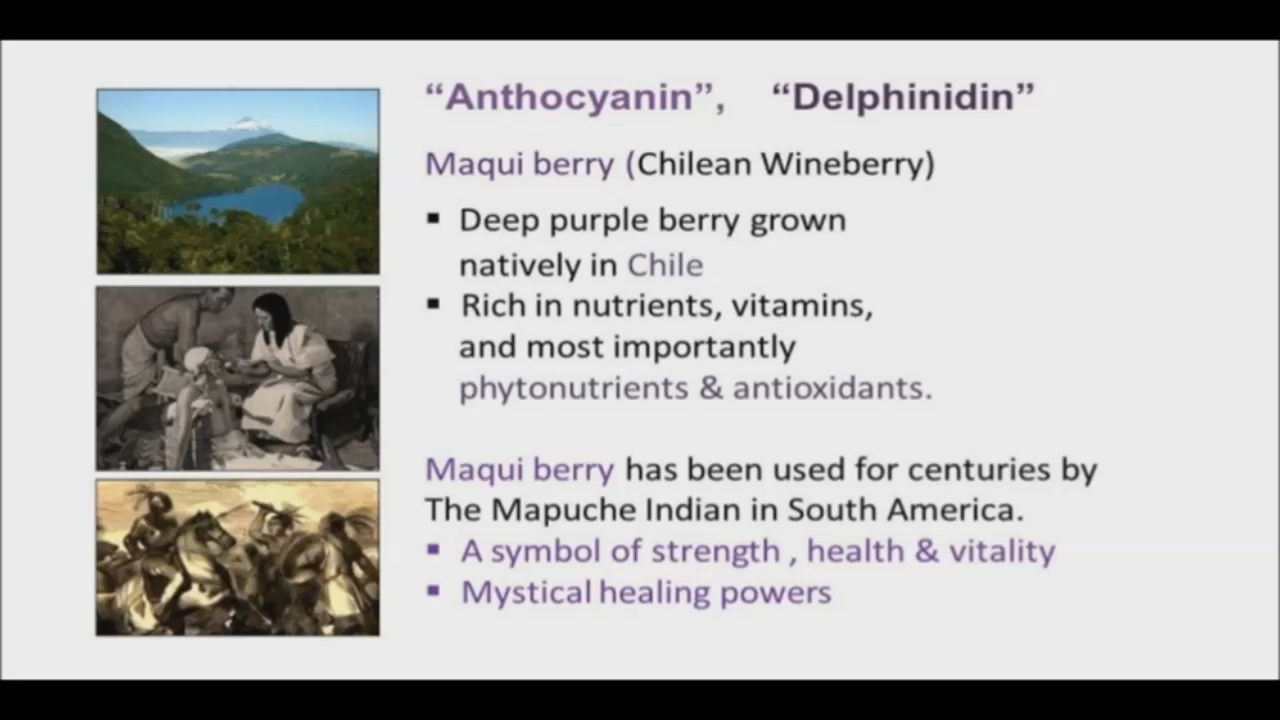 “Anthocyanin”, “Delphinidin”
Maqui berry (Chilean Wineberry)
▪ Deep purple berry grown
natively in Chile
▪ Rich in nutrients, vitamins,
and most importantly
phytonutrients & antioxidants.
Maqui berry has been used for centuries by
The Mapuche Indian in South America.
▪ A symbol of strength , health & vitality
▪ Mystical healing powers